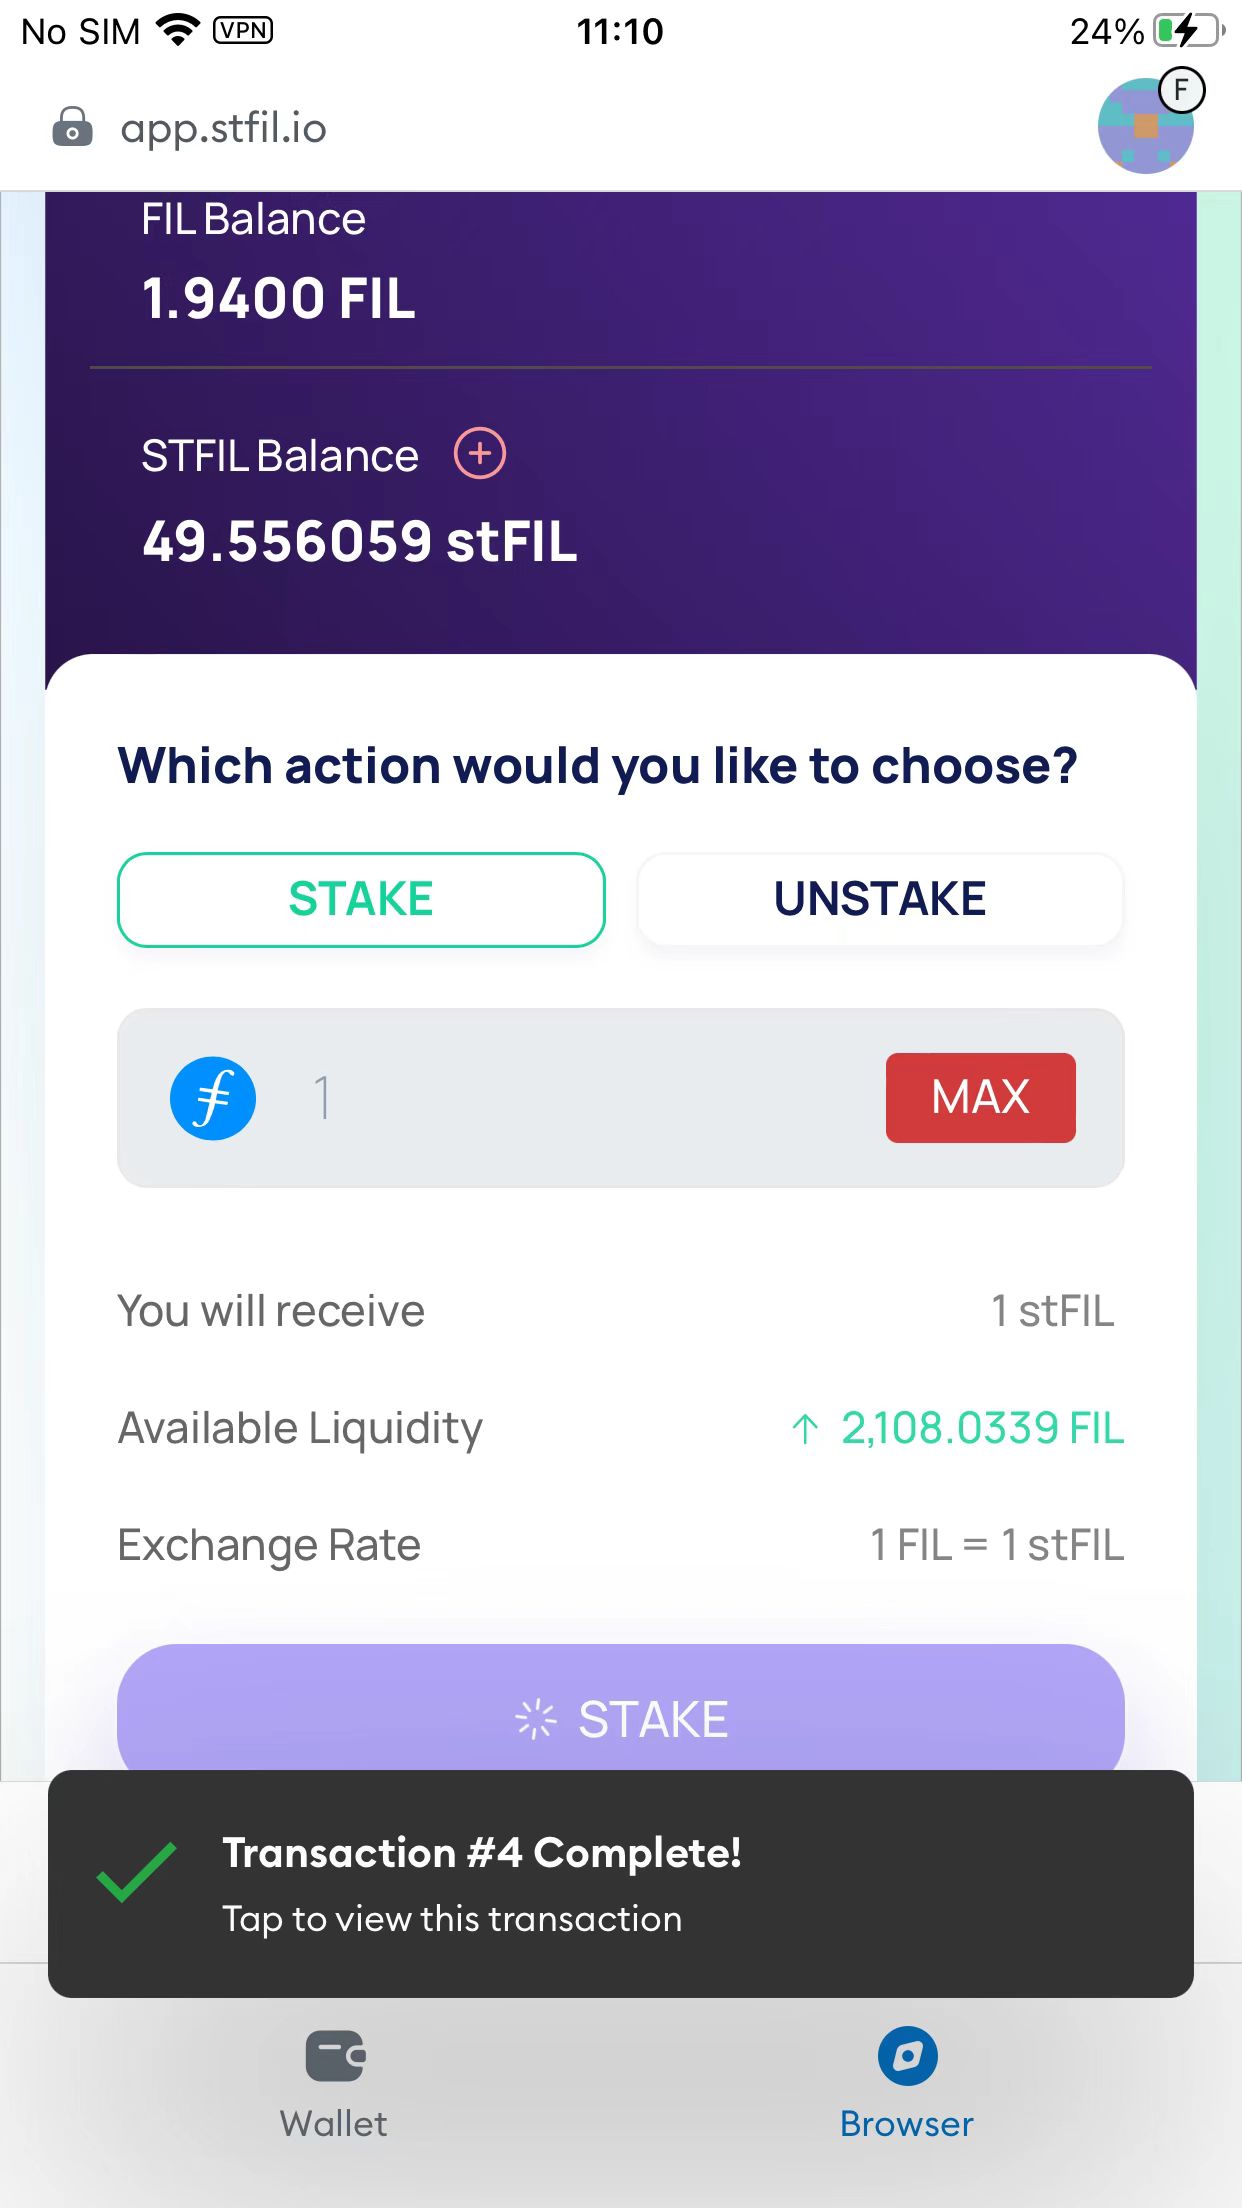 No SIM VPN 11:10 24%
app.stfil.io F
FIL Balance
1.9400 FIL
STFIL Balance
49.556059 stFIL
Which action would you like to choose?
STAKE UNSTAKE
1 MAX
You will receive 1 stFIL
Available Liquidity ↑ 2,108.0339 FIL
Exchange Rate 1 FIL = 1 stFIL
STAKE
Transaction #4 Complete!
Tap to view this transaction
Wallet Browser